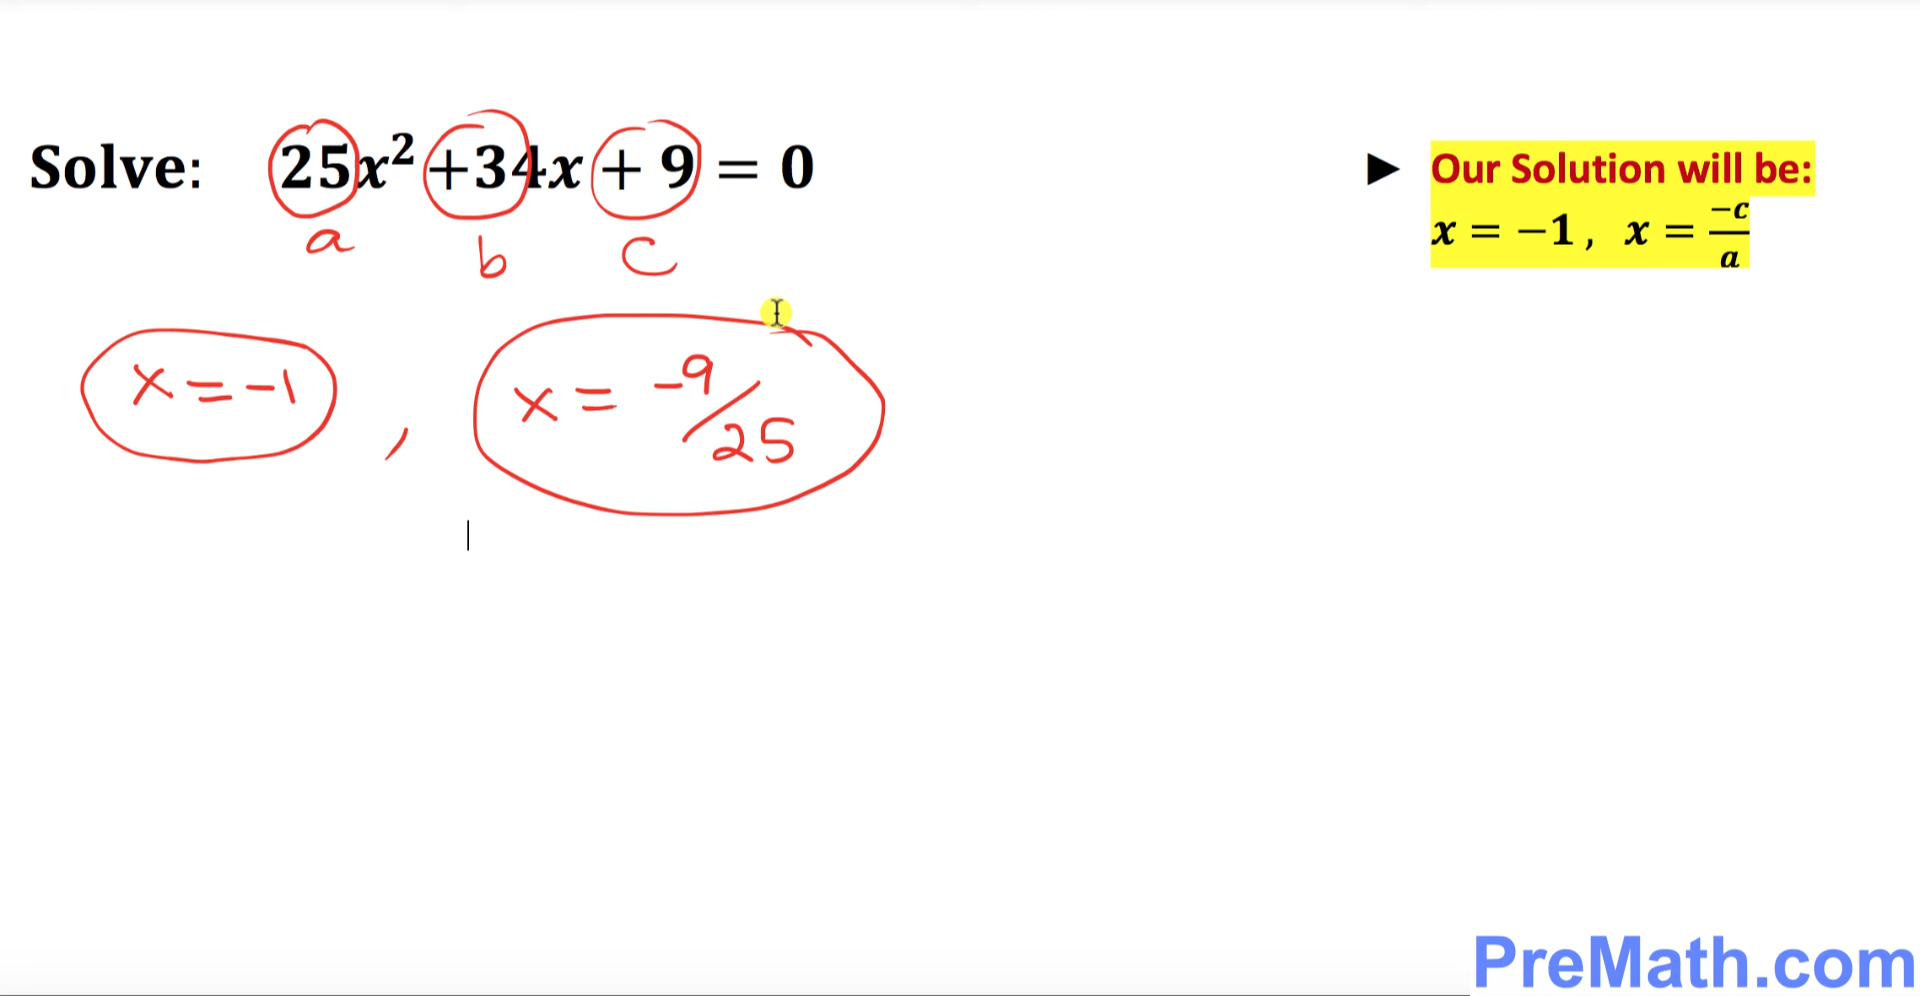 Solve: 25x² +34x + 9 = 0
a b c
x = -1 , x = -9/25
► Our Solution will be:
x = −1 , x = −c/a
PreMath.com